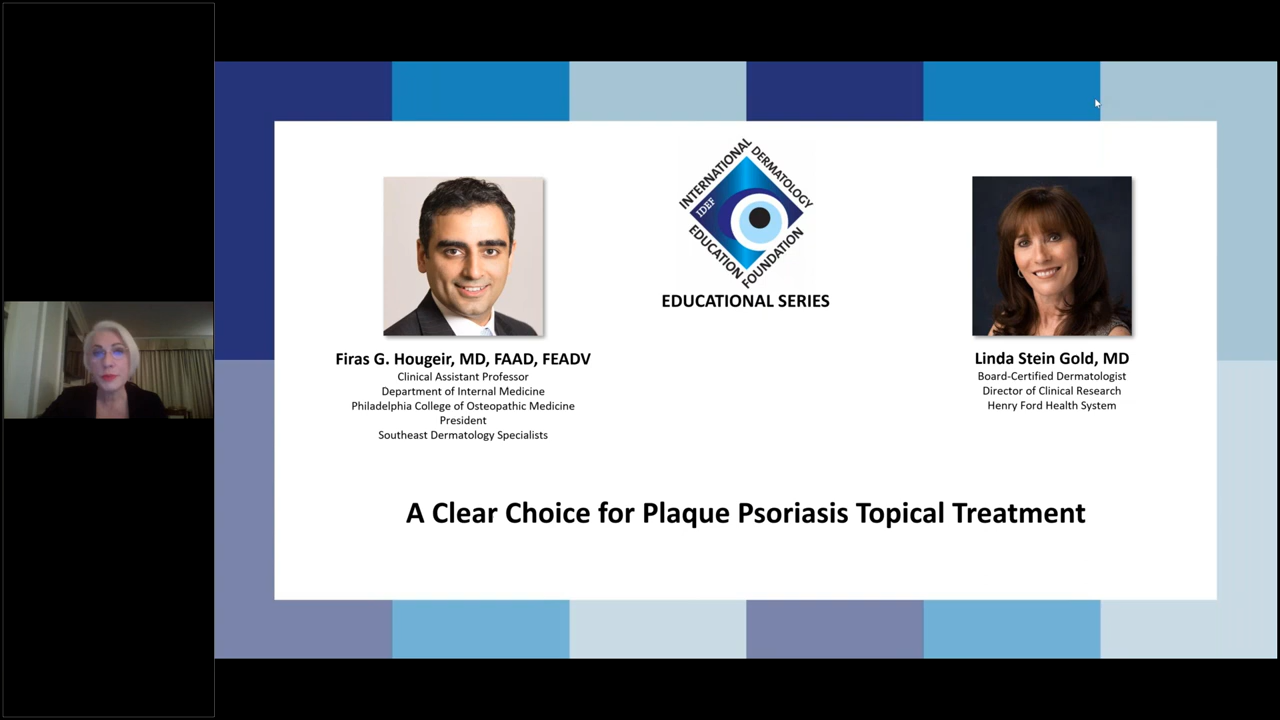 INTERNATIONAL
DERMATOLOGY
IDEF
EDUCATION
FOUNDATION
EDUCATIONAL SERIES
Firas G. Hougeir, MD, FAAD, FEADV
Clinical Assistant Professor
Department of Internal Medicine
Philadelphia College of Osteopathic Medicine
President
Southeast Dermatology Specialists
Linda Stein Gold, MD
Board-Certified Dermatologist
Director of Clinical Research
Henry Ford Health System
A Clear Choice for Plaque Psoriasis Topical Treatment